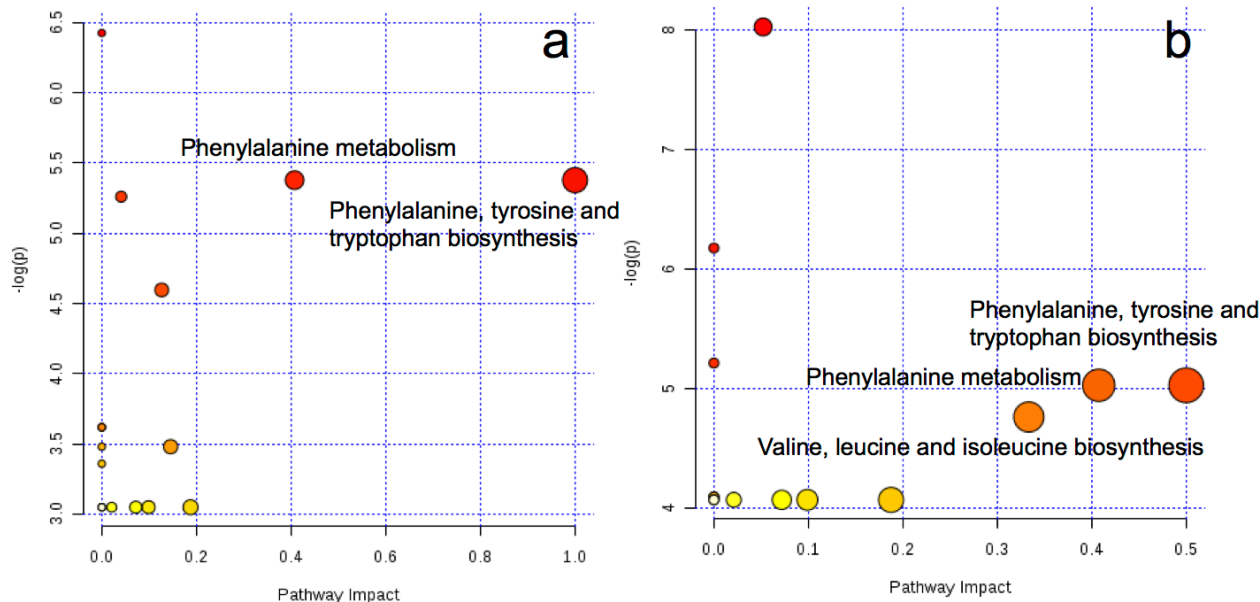 a
6.5
6.0
5.5
5.0
4.5
4.0
3.5
3.0
-log(p)
Phenylalanine metabolism
Phenylalanine, tyrosine and
tryptophan biosynthesis
0.0 0.2 0.4 0.6 0.8 1.0
Pathway Impact
b
8
7
6
5
4
-log(p)
Phenylalanine, tyrosine and
tryptophan biosynthesis
Phenylalanine metabolism
Valine, leucine and isoleucine biosynthesis
0.0 0.1 0.2 0.3 0.4 0.5
Pathway Impact